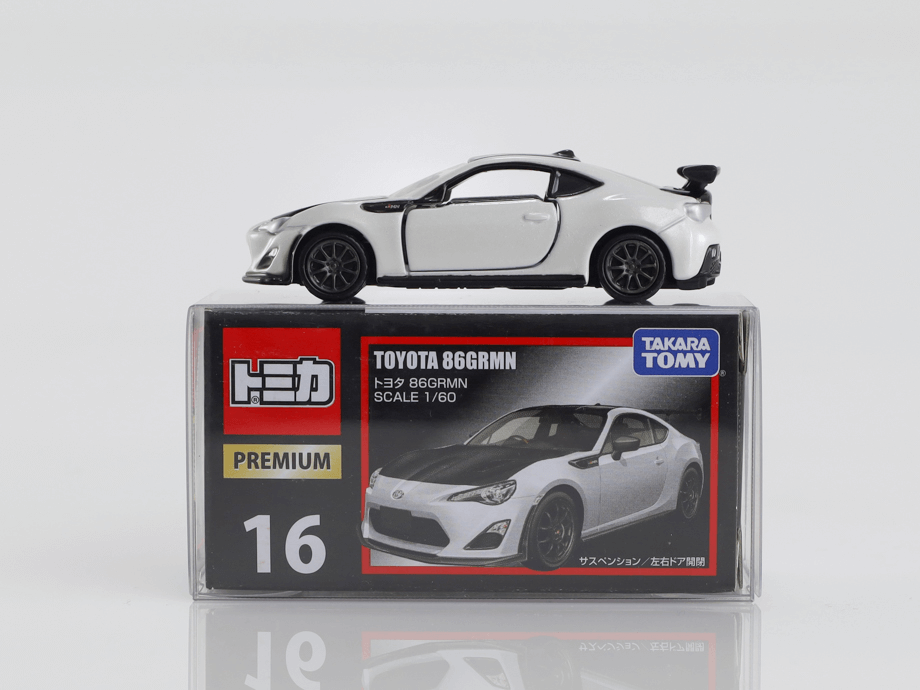 トミカ
®
PREMIUM
16
TOYOTA 86GRMN
トヨタ 86GRMN
SCALE 1/60
TAKARA
TOMY
®
サスペンション/左右ドア開閉